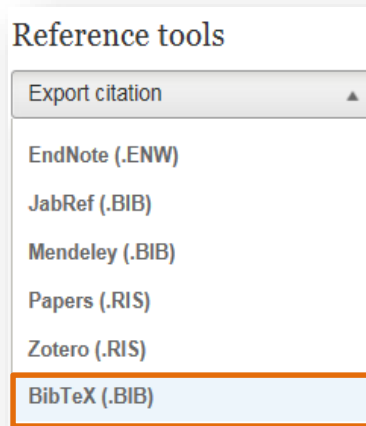 Reference tools
Export citation
EndNote (.ENW)
JabRef (.BIB)
Mendeley (.BIB)
Papers (.RIS)
Zotero (.RIS)
BibTeX (.BIB)